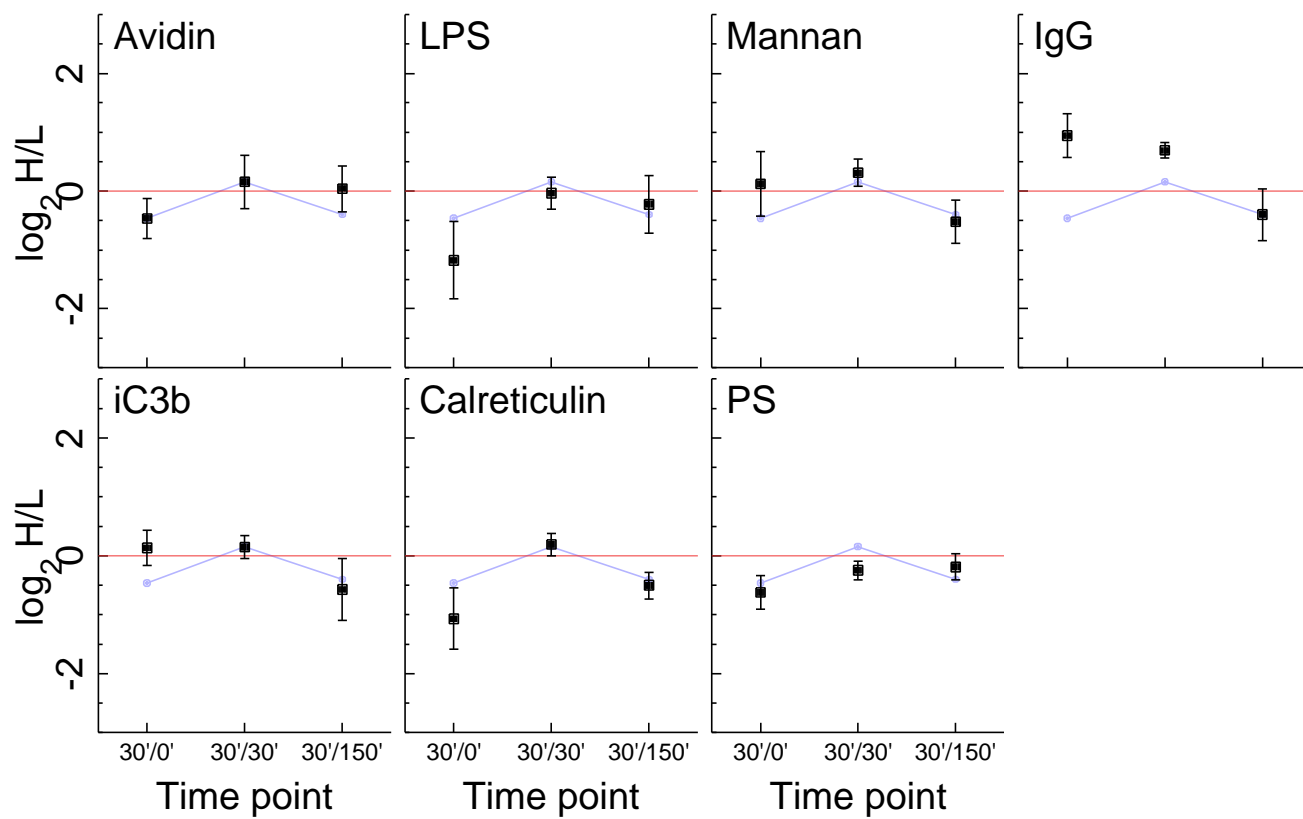 Avidin LPS Mannan IgG
2
0
-2
log2 H/L
iC3b Calreticulin PS
2
0
-2
log2 H/L
30'/0' 30'/30' 30'/150' 30'/0' 30'/30' 30'/150' 30'/0' 30'/30' 30'/150'
Time point Time point Time point